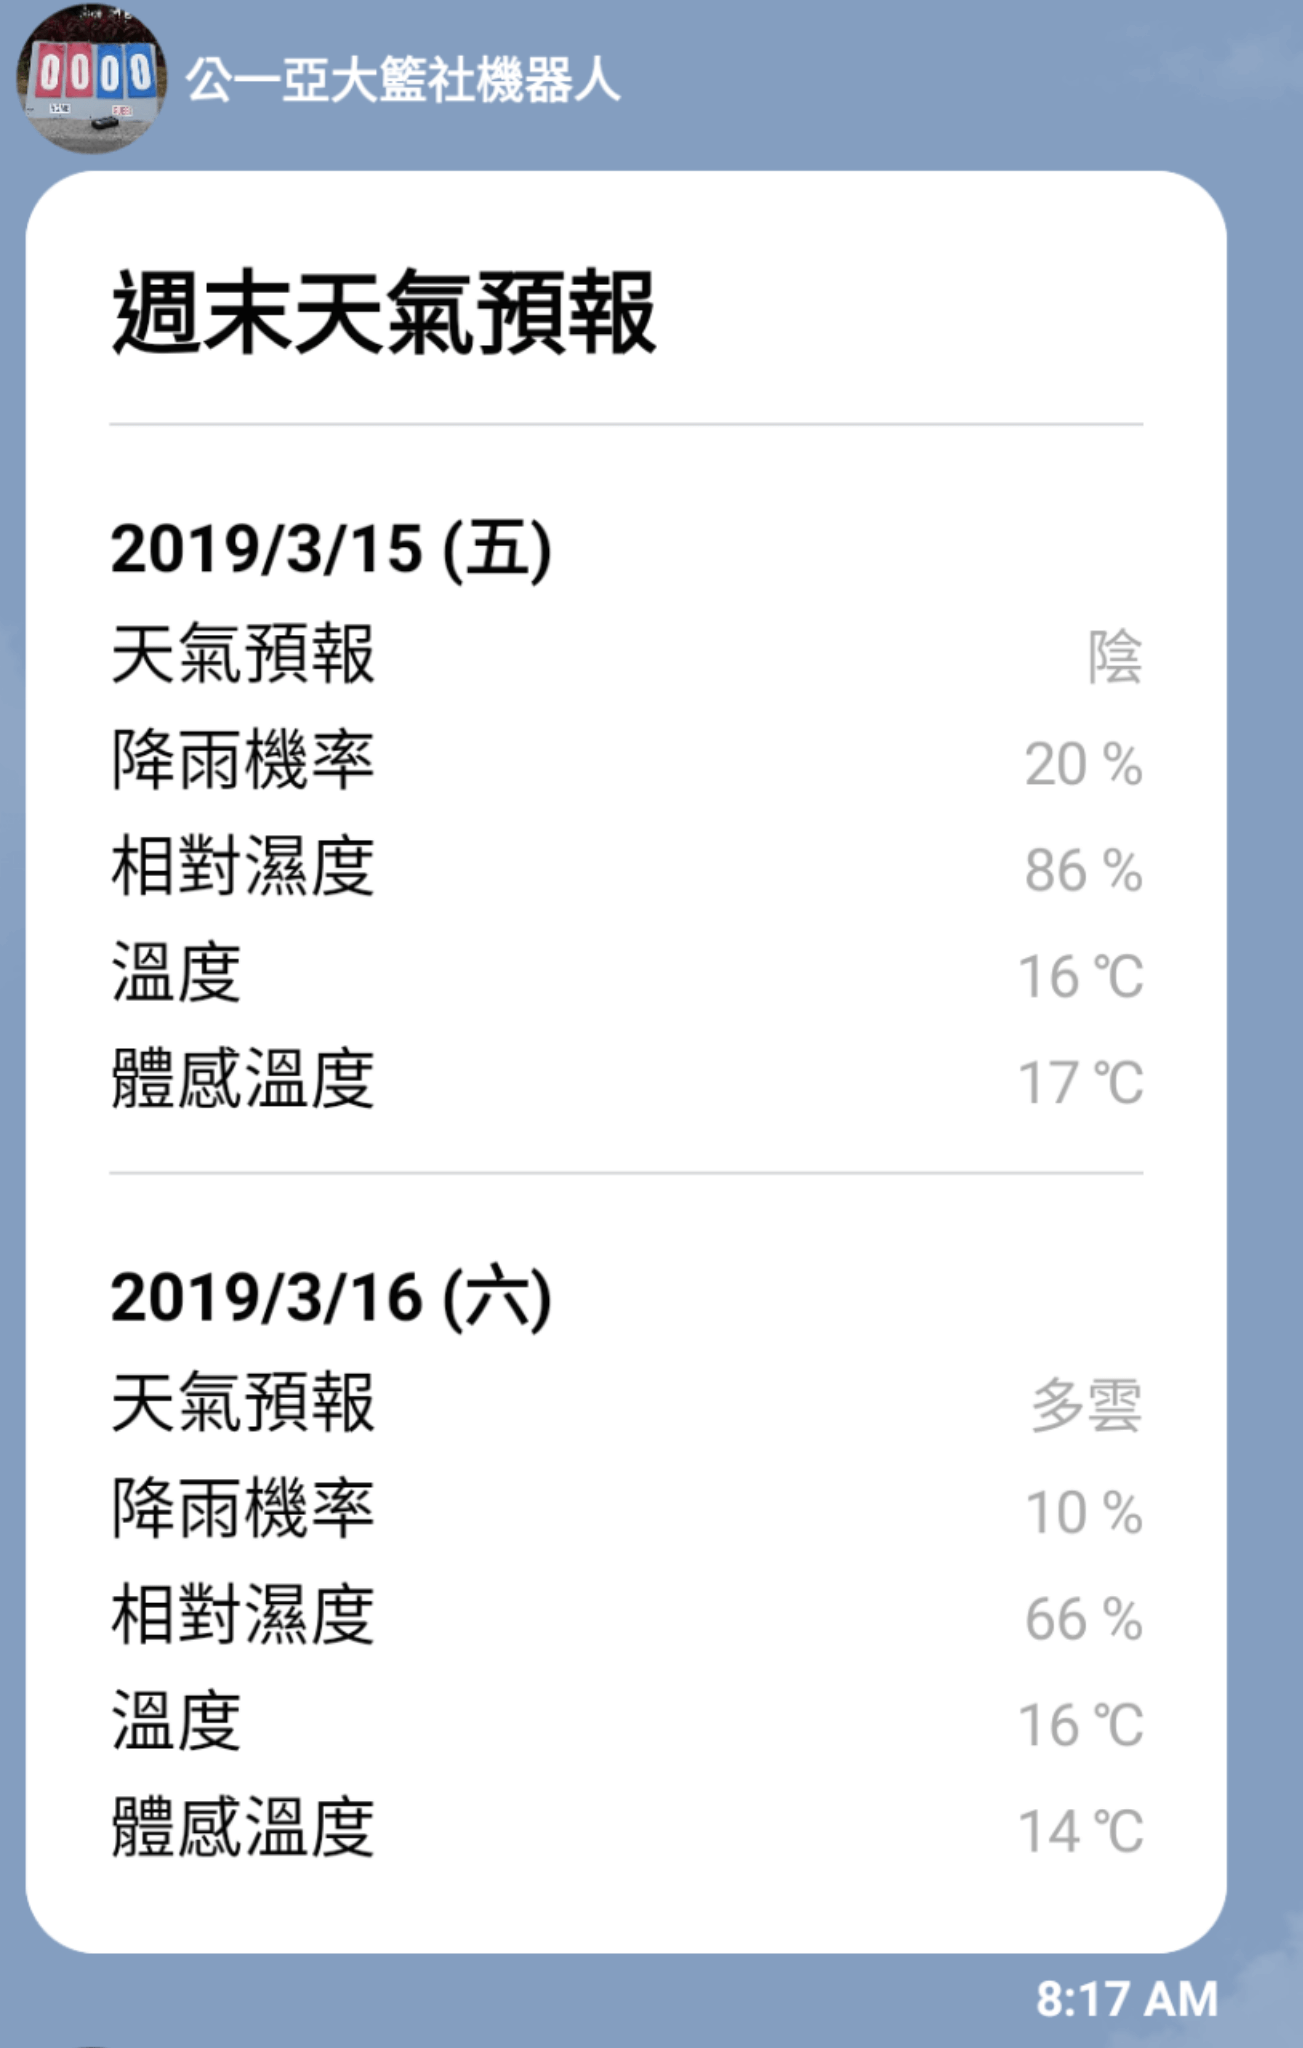 0000
公一亞大籃社機器人
週末天氣預報
2019/3/15 (五)
天氣預報 陰
降雨機率 20 %
相對濕度 86 %
溫度 16 ℃
體感溫度 17 ℃
2019/3/16 (六)
天氣預報 多雲
降雨機率 10 %
相對濕度 66 %
溫度 16 ℃
體感溫度 14 ℃
8:17 AM